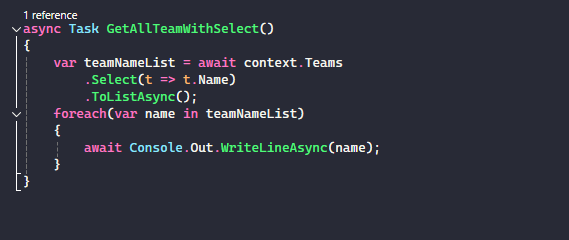 1 reference
async Task GetAllTeamWithSelect()
{
    var teamNameList = await context.Teams
        .Select(t => t.Name)
        .ToListAsync();
    foreach(var name in teamNameList)
    {
        await Console.Out.WriteLineAsync(name);
    }
}